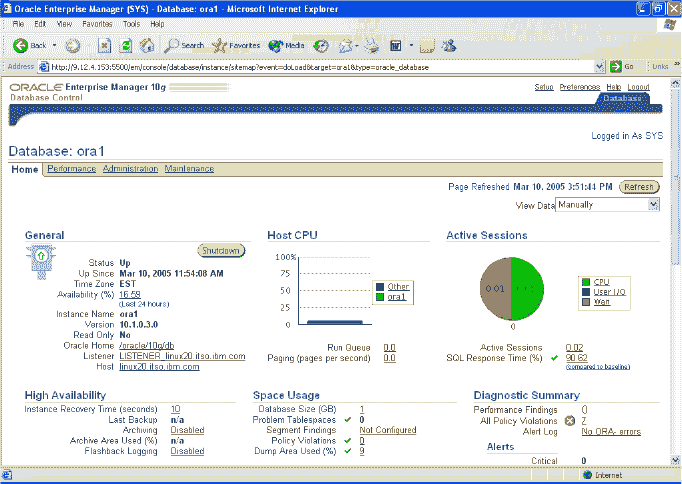 Oracle Enterprise Manager (SYS) - Database: ora1 - Microsoft Internet Explorer
File Edit View Favorites Tools Help
Back Search Favorites Media
Address http://9.12.4.153:5500/em/console/database/instance/sitemap?event=doLoad&target=ora1&type=oracle_database Go Links »
ORACLE Enterprise Manager 10g
Database Control
Setup Preferences Help Logout
Database
Logged in As SYS
Database: ora1
Home Performance Administration Maintenance
Page Refreshed Mar 10, 2005 3:51:44 PM Refresh
View Data Manually
General
Shutdown
Status Up
Up Since Mar 10, 2005 11:54:08 AM
Time Zone EST
Availability (%) 16.59
(Last 24 hours)
Instance Name ora1
Version 10.1.0.3.0
Read Only No
Oracle Home /oracle/10g/db
Listener LISTENER_linux20.itso.ibm.com
Host linux20.itso.ibm.com
Host CPU
100%
75
50
25
0
Other
ora1
Run Queue 0.0
Paging (pages per second) 0.0
Active Sessions
0.01
0
CPU
User I/O
Wait
Active Sessions 0.02
SQL Response Time (%) 90.62
(compared to baseline)
High Availability
Instance Recovery Time (seconds) 10
Last Backup n/a
Archiving Disabled
Archive Area Used (%) n/a
Flashback Logging Disabled
Space Usage
Database Size (GB) 1
Problem Tablespaces 0
Segment Findings Not Configured
Policy Violations 0
Dump Area Used (%) 9
Diagnostic Summary
Performance Findings 0
All Policy Violations 7
Alert Log No ORA- errors
Alerts
Critical 0
Internet